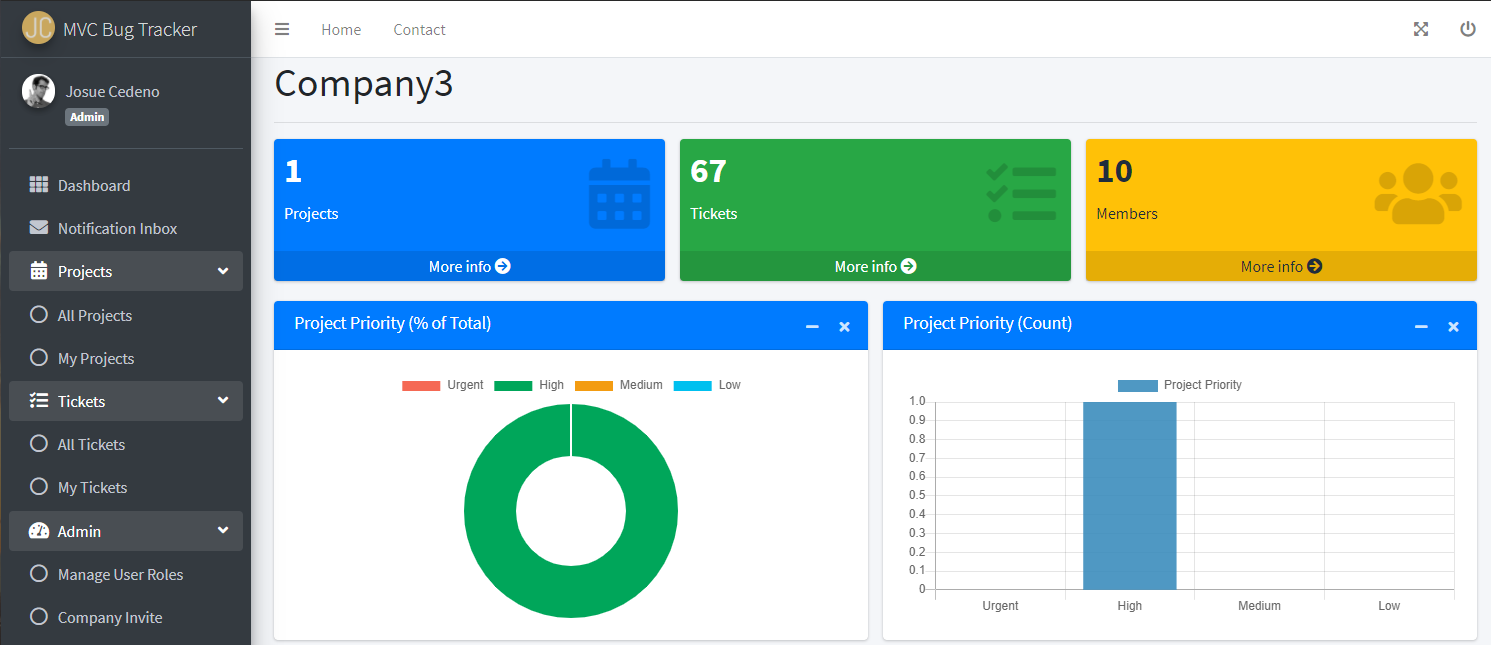 JC MVC Bug Tracker
Josue Cedeno
Admin
Dashboard
Notification Inbox
Projects
All Projects
My Projects
Tickets
All Tickets
My Tickets
Admin
Manage User Roles
Company Invite
Home Contact
Company3
1
Projects
More info
67
Tickets
More info
10
Members
More info
Project Priority (% of Total)
Urgent High Medium Low
Project Priority (Count)
Project Priority
1.0
0.9
0.8
0.7
0.6
0.5
0.4
0.3
0.2
0.1
0
Urgent High Medium Low